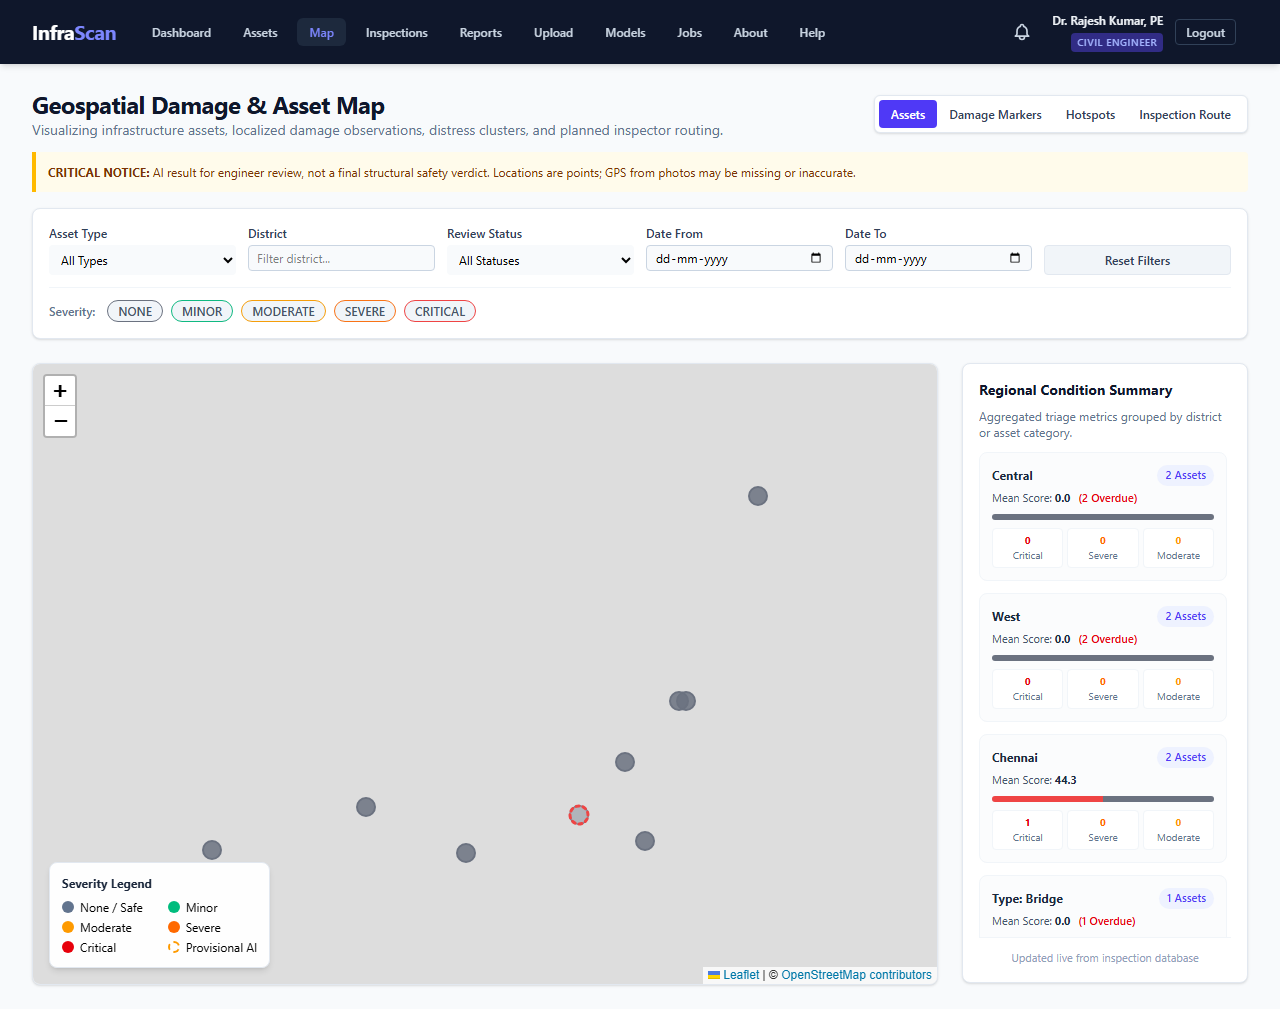 InfraScan
Dashboard
Assets
Map
Inspections
Reports
Upload
Models
Jobs
About
Help
Dr. Rajesh Kumar, PE
CIVIL ENGINEER
Logout
Geospatial Damage & Asset Map
Visualizing infrastructure assets, localized damage observations, distress clusters, and planned inspector routing.
Assets
Damage Markers
Hotspots
Inspection Route
CRITICAL NOTICE: AI result for engineer review, not a final structural safety verdict. Locations are points; GPS from photos may be missing or inaccurate.
Asset Type
District
Review Status
Date From
Date To
All Types
Filter district...
All Statuses
dd-mm-yyyy
dd-mm-yyyy
Reset Filters
Severity:
NONE
MINOR
MODERATE
SEVERE
CRITICAL
+
−
Severity Legend
None / Safe
Minor
Moderate
Severe
Critical
Provisional AI
Leaflet | © OpenStreetMap contributors
Regional Condition Summary
Aggregated triage metrics grouped by district
or asset category.
Central
2 Assets
Mean Score: 0.0 (2 Overdue)
0
Critical
0
Severe
0
Moderate
West
2 Assets
Mean Score: 0.0 (2 Overdue)
0
Critical
0
Severe
0
Moderate
Chennai
2 Assets
Mean Score: 44.3
1
Critical
0
Severe
0
Moderate
Type: Bridge
1 Assets
Mean Score: 0.0 (1 Overdue)
Updated live from inspection database